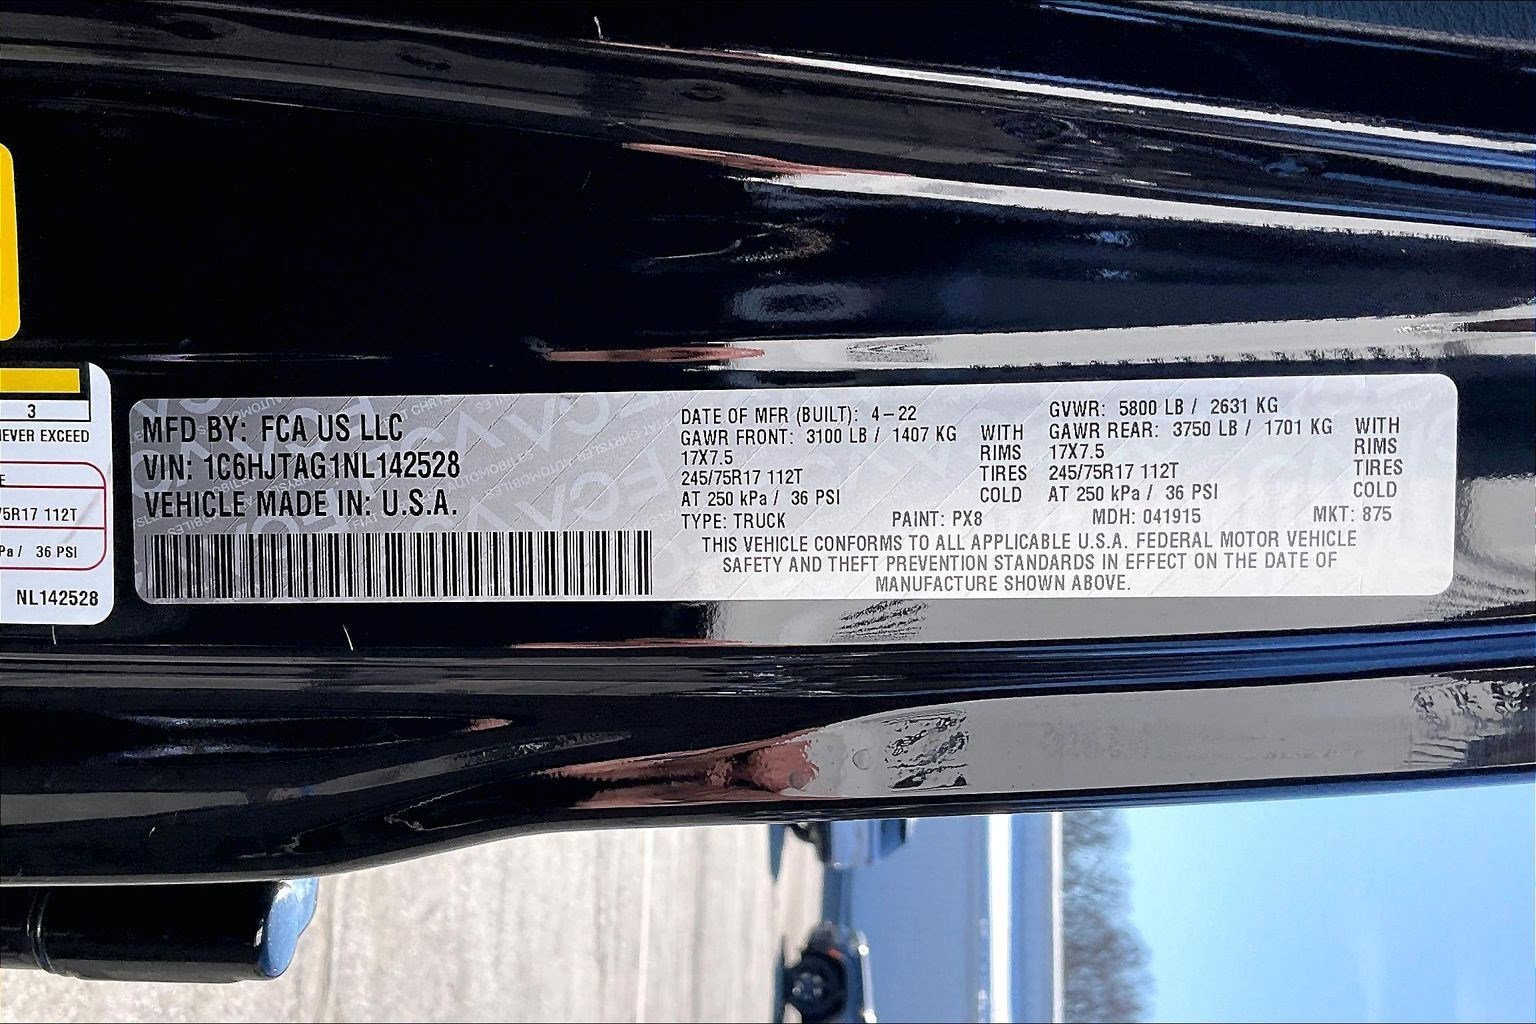 3
NEVER EXCEED
75R17 112T
Pa / 36 PSI
NL142528
MFD BY: FCA US LLC
VIN: 1C6HJTAG1NL142528
VEHICLE MADE IN: U.S.A.
DATE OF MFR (BUILT): 4-22 GVWR: 5800 LB / 2631 KG
GAWR FRONT: 3100 LB / 1407 KG WITH GAWR REAR: 3750 LB / 1701 KG WITH
17X7.5 RIMS 17X7.5 RIMS
245/75R17 112T TIRES 245/75R17 112T TIRES
AT 250 kPa / 36 PSI COLD AT 250 kPa / 36 PSI COLD
TYPE: TRUCK PAINT: PX8 MDH: 041915 MKT: 875
THIS VEHICLE CONFORMS TO ALL APPLICABLE U.S.A. FEDERAL MOTOR VEHICLE
SAFETY AND THEFT PREVENTION STANDARDS IN EFFECT ON THE DATE OF
MANUFACTURE SHOWN ABOVE.